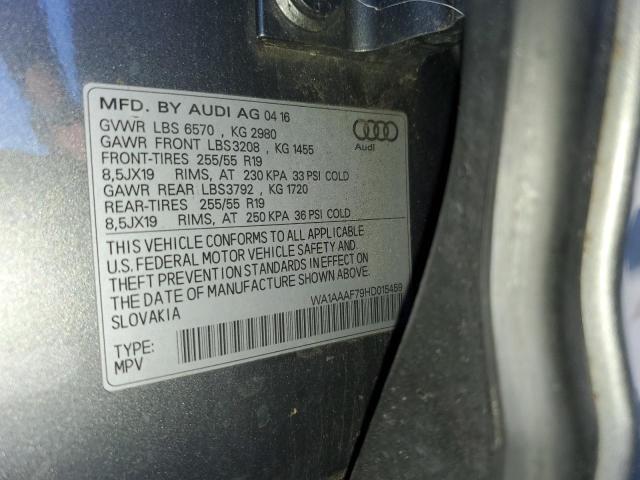 MFD. BY AUDI AG 04 16
GVWR LBS 6570 , KG 2980
GAWR FRONT LBS3208 , KG 1455
FRONT-TIRES 255/55 R19
8,5JX19 RIMS, AT 230 KPA 33 PSI COLD
GAWR REAR LBS3792 , KG 1720
REAR-TIRES 255/55 R19
8,5JX19 RIMS, AT 250 KPA 36 PSI COLD
THIS VEHICLE CONFORMS TO ALL APPLICABLE
U.S. FEDERAL MOTOR VEHICLE SAFETY AND
THEFT PREVENTION STANDARDS IN EFFECT ON
THE DATE OF MANUFACTURE SHOWN ABOVE.
SLOVAKIA
WA1AAAF79HD015459
TYPE:
MPV
Audi